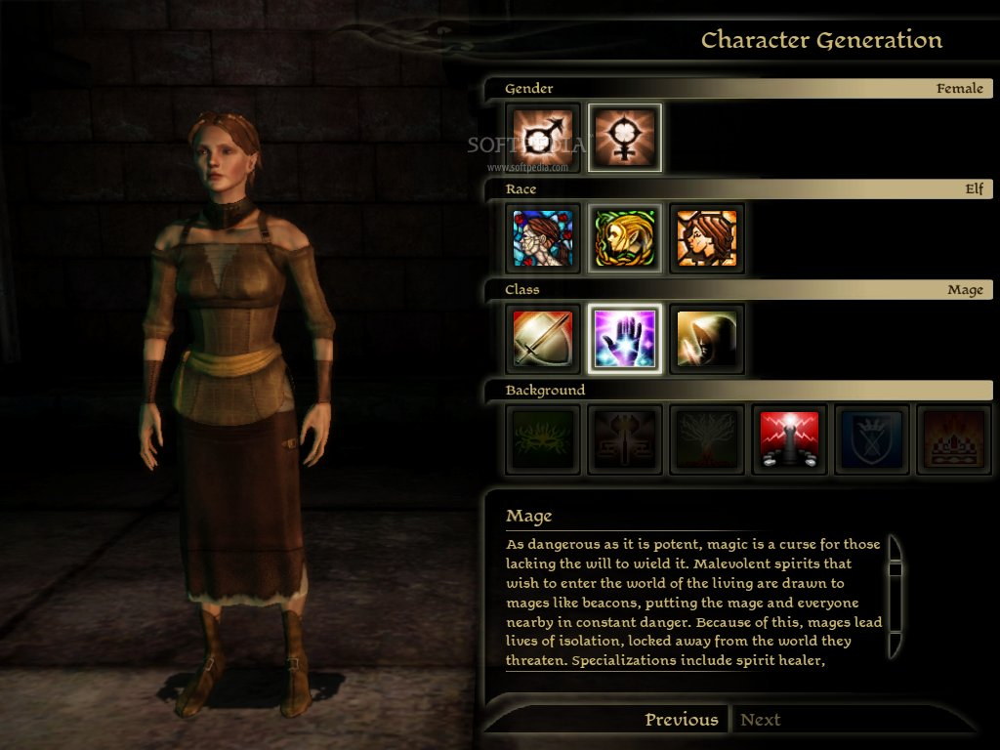 Character Generation
Gender Female
SOFTPEDIA
www.softpedia.com
Race Elf
Class Mage
Background
Mage
As dangerous as it is potent, magic is a curse for those
lacking the will to wield it. Malevolent spirits that
wish to enter the world of the living are drawn to
mages like beacons, putting the mage and everyone
nearby in constant danger. Because of this, mages lead
lives of isolation, locked away from the world they
threaten. Specializations include spirit healer,
Previous Next